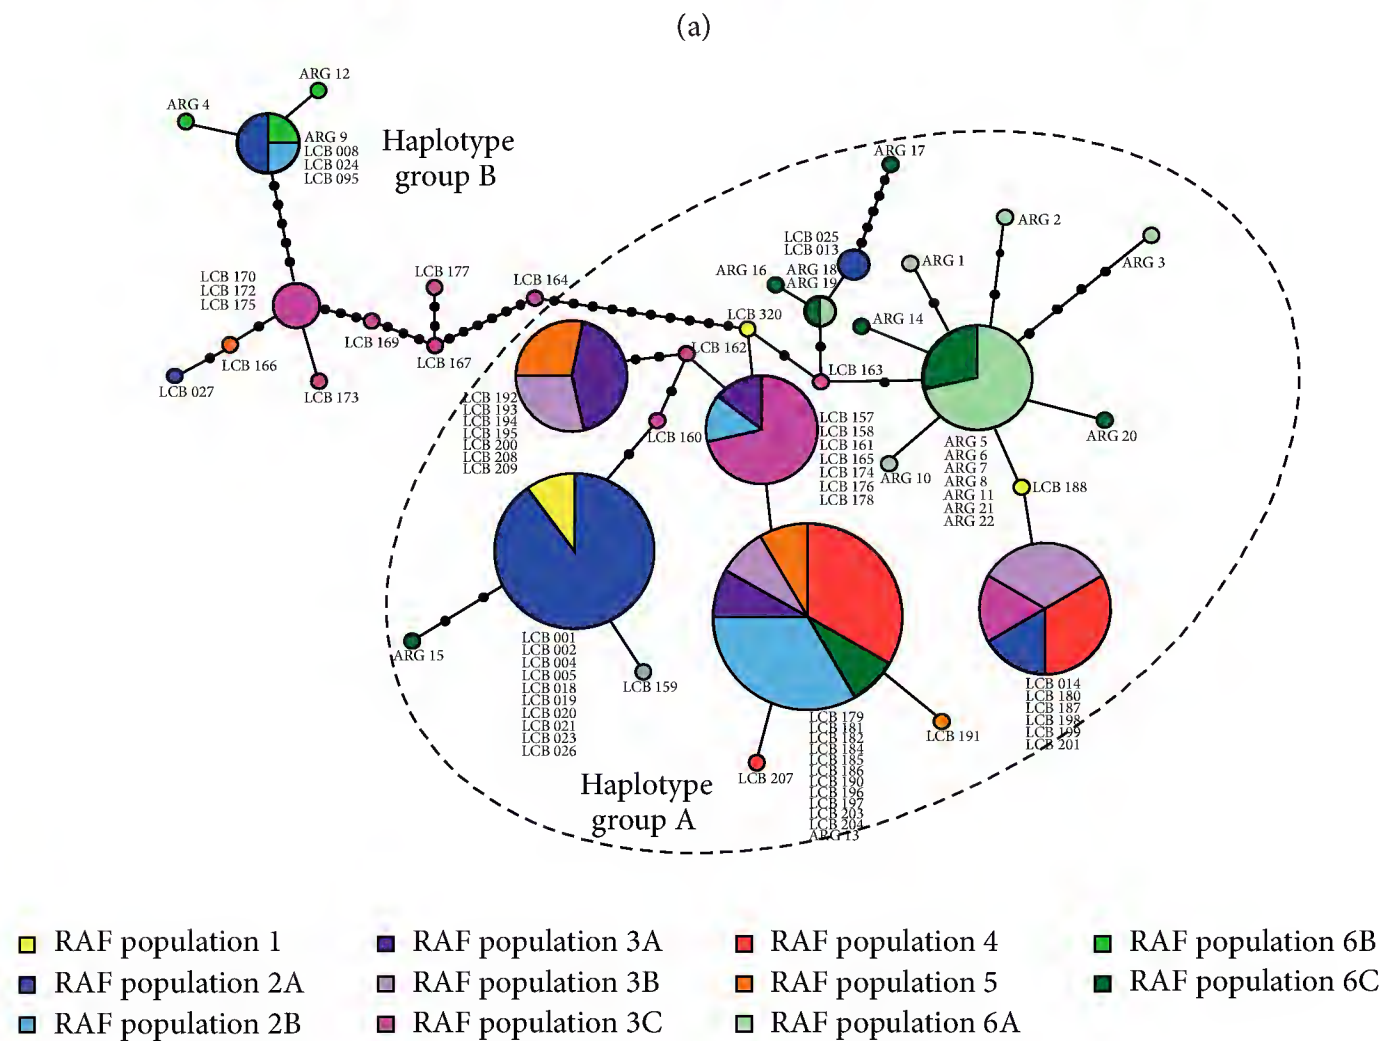 (a)
ARG 12
ARG 4
ARG 9
LCB 008
LCB 024
LCB 095
Haplotype
group B
ARG 17
ARG 2
ARG 3
ARG 1
LCB 025
LCB 013
ARG 16
ARG 18
ARG 19
ARG 14
LCB 170
LCB 172
LCB 175
LCB 177
LCB 164
LCB 320
LCB 169
LCB 167
LCB 166
LCB 027
LCB 173
LCB 162
LCB 163
LCB 192
LCB 193
LCB 194
LCB 195
LCB 200
LCB 208
LCB 209
LCB 160
LCB 157
LCB 158
LCB 161
LCB 165
LCB 174
LCB 176
LCB 178
ARG 20
ARG 10
ARG 5
ARG 6
ARG 7
ARG 8
ARG 11
ARG 21
ARG 22
LCB 188
ARG 15
LCB 001
LCB 002
LCB 004
LCB 005
LCB 018
LCB 019
LCB 020
LCB 021
LCB 023
LCB 026
LCB 159
LCB 014
LCB 180
LCB 187
LCB 198
LCB 199
LCB 201
LCB 179
LCB 181
LCB 182
LCB 184
LCB 185
LCB 186
LCB 190
LCB 196
LCB 197
LCB 203
LCB 204
ARG 13
LCB 191
LCB 207
Haplotype
group A
RAF population 1
RAF population 2A
RAF population 2B
RAF population 3A
RAF population 3B
RAF population 3C
RAF population 4
RAF population 5
RAF population 6A
RAF population 6B
RAF population 6C